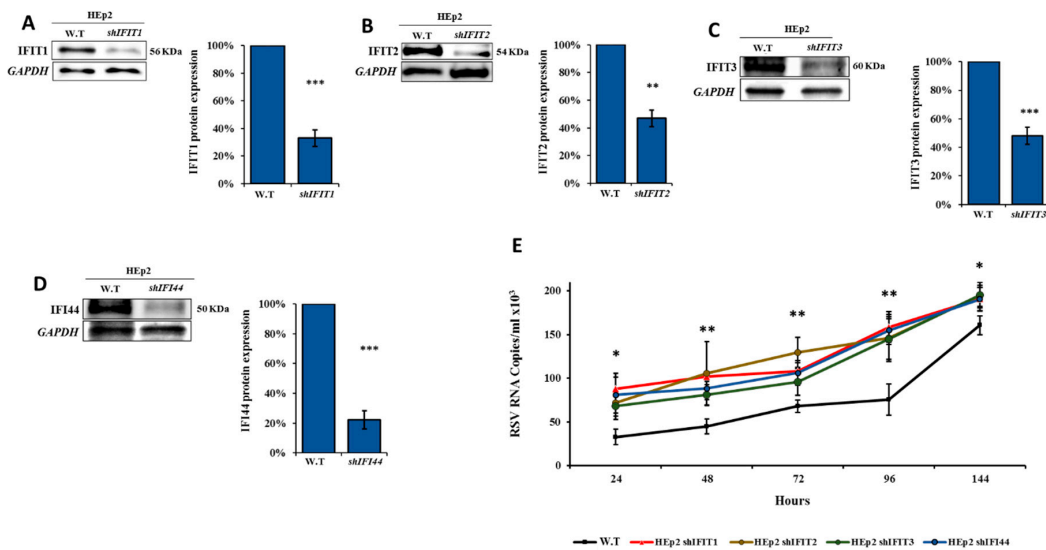 A
HEp2
W.T shIFIT1
IFIT1
56 KDa
GAPDH
IFIT1 protein expression
100%
80%
60%
40%
20%
0%
***
W.T shIFIT1
B
HEp2
W.T shIFIT2
IFIT2
54 KDa
GAPDH
IFIT2 protein expression
100%
80%
60%
40%
20%
0%
**
W.T shIFIT2
C
HEp2
W.T shIFIT3
IFIT3
60 KDa
GAPDH
IFIT3 protein expression
100%
80%
60%
40%
20%
0%
***
W.T shIFIT3
D
HEp2
W.T shIFI44
IFI44
50 KDa
GAPDH
IFI44 protein expression
100%
80%
60%
40%
20%
0%
***
W.T shIFI44
E
RSV RNA Copies/ml x10³
200
150
100
50
0
* ** ** ** *
24 48 72 96 144
Hours
W.T HEp2 shIFIT1 HEp2 shIFIT2 HEp2 shIFIT3 HEp2 shIFI44